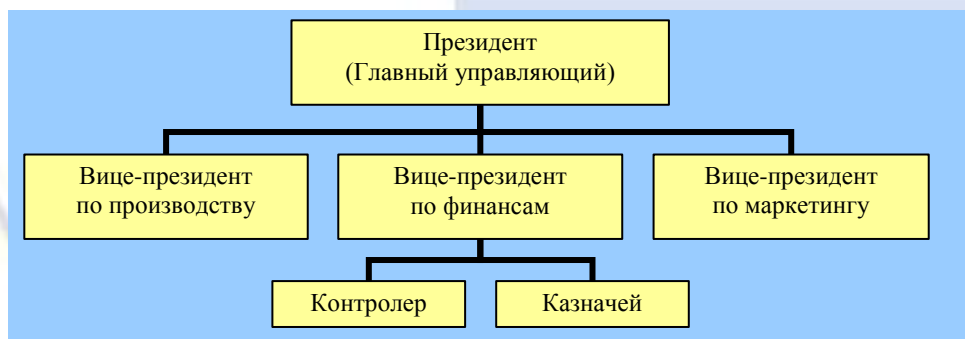 Президент
(Главный управляющий)
Вице-президент
по производству
Вице-президент
по финансам
Вице-президент
по маркетингу
Контролер
Казначей